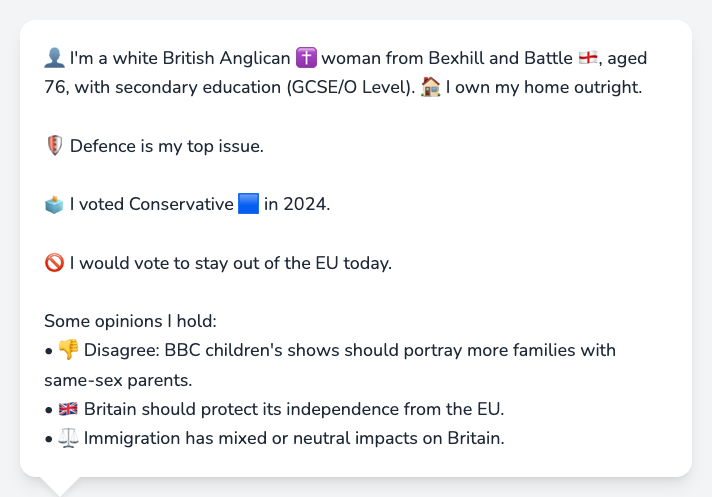 👤 I'm a white British Anglican ✝️ woman from Bexhill and Battle 🏴󠁧󠁢󠁥󠁮󠁧󠁿, aged
76, with secondary education (GCSE/O Level). 🏠 I own my home outright.
🛡️ Defence is my top issue.
🗳️ I voted Conservative 🟦 in 2024.
🚫 I would vote to stay out of the EU today.
Some opinions I hold:
• 👎 Disagree: BBC children's shows should portray more families with
same-sex parents.
• 🇬🇧 Britain should protect its independence from the EU.
• ⚖️ Immigration has mixed or neutral impacts on Britain.